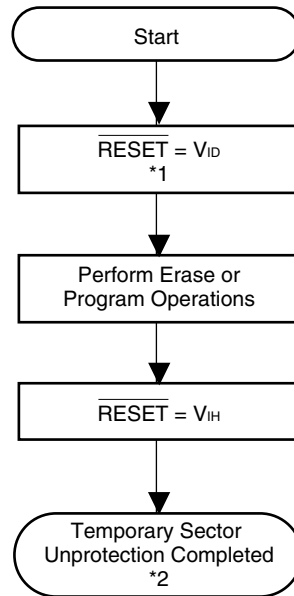 Start
RESET = VID
*1
Perform Erase or
Program Operations
RESET = VIH
Temporary Sector
Unprotection Completed
*2